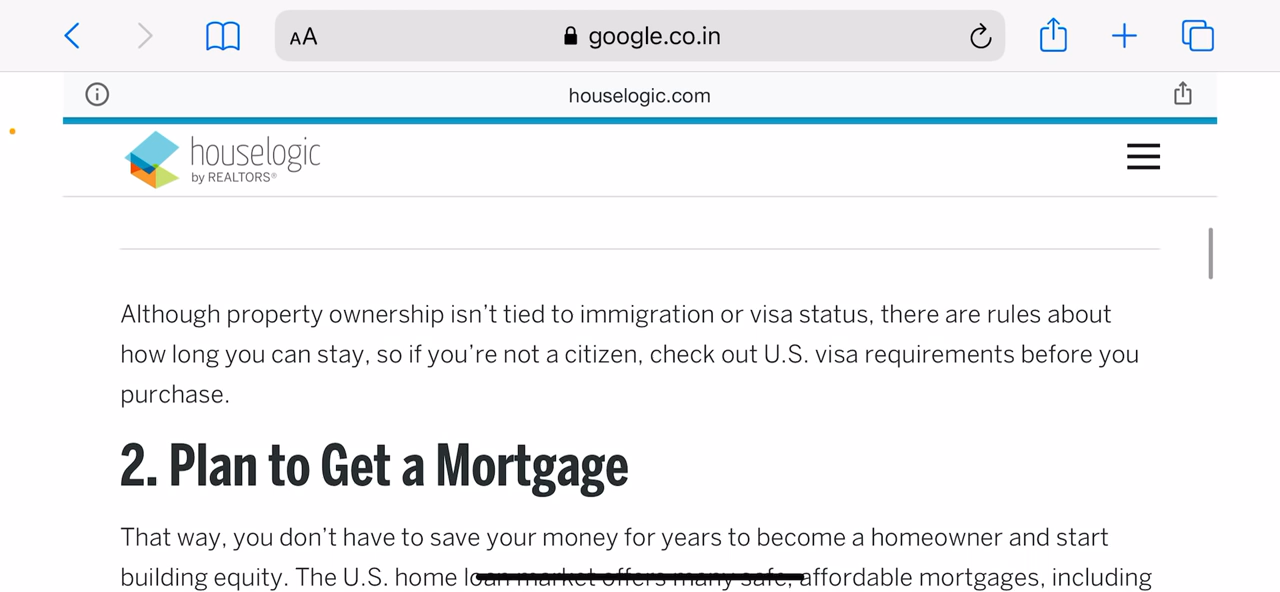 AA google.co.in
houselogic.com
houselogic
by REALTORS®
Although property ownership isn’t tied to immigration or visa status, there are rules about
how long you can stay, so if you’re not a citizen, check out U.S. visa requirements before you
purchase.
2. Plan to Get a Mortgage
That way, you don’t have to save your money for years to become a homeowner and start
building equity. The U.S. home loan market offers many safe, affordable mortgages, including